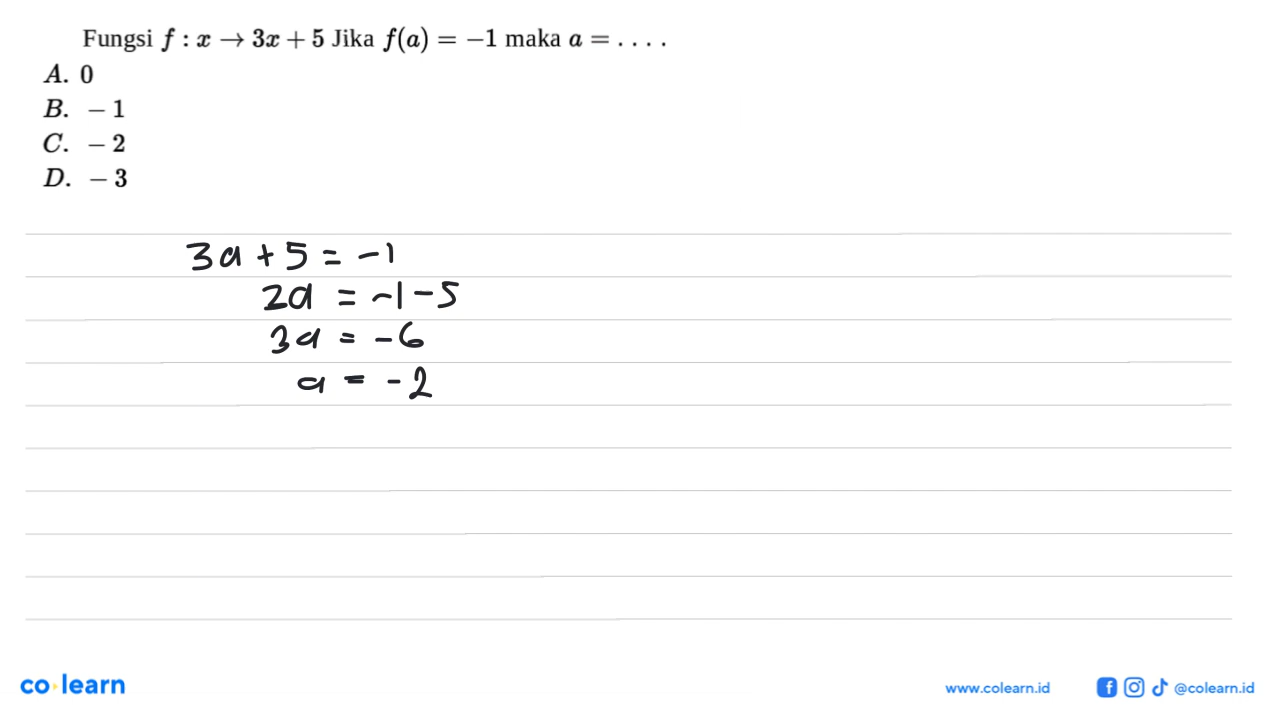 Fungsi f : x → 3x + 5 Jika f(a) = −1 maka a = . . . .
A. 0
B. − 1
C. − 2
D. − 3
3a + 5 = -1
2a = -1 - 5
3a = -6
a = -2
co learn
www.colearn.id
@colearn.id